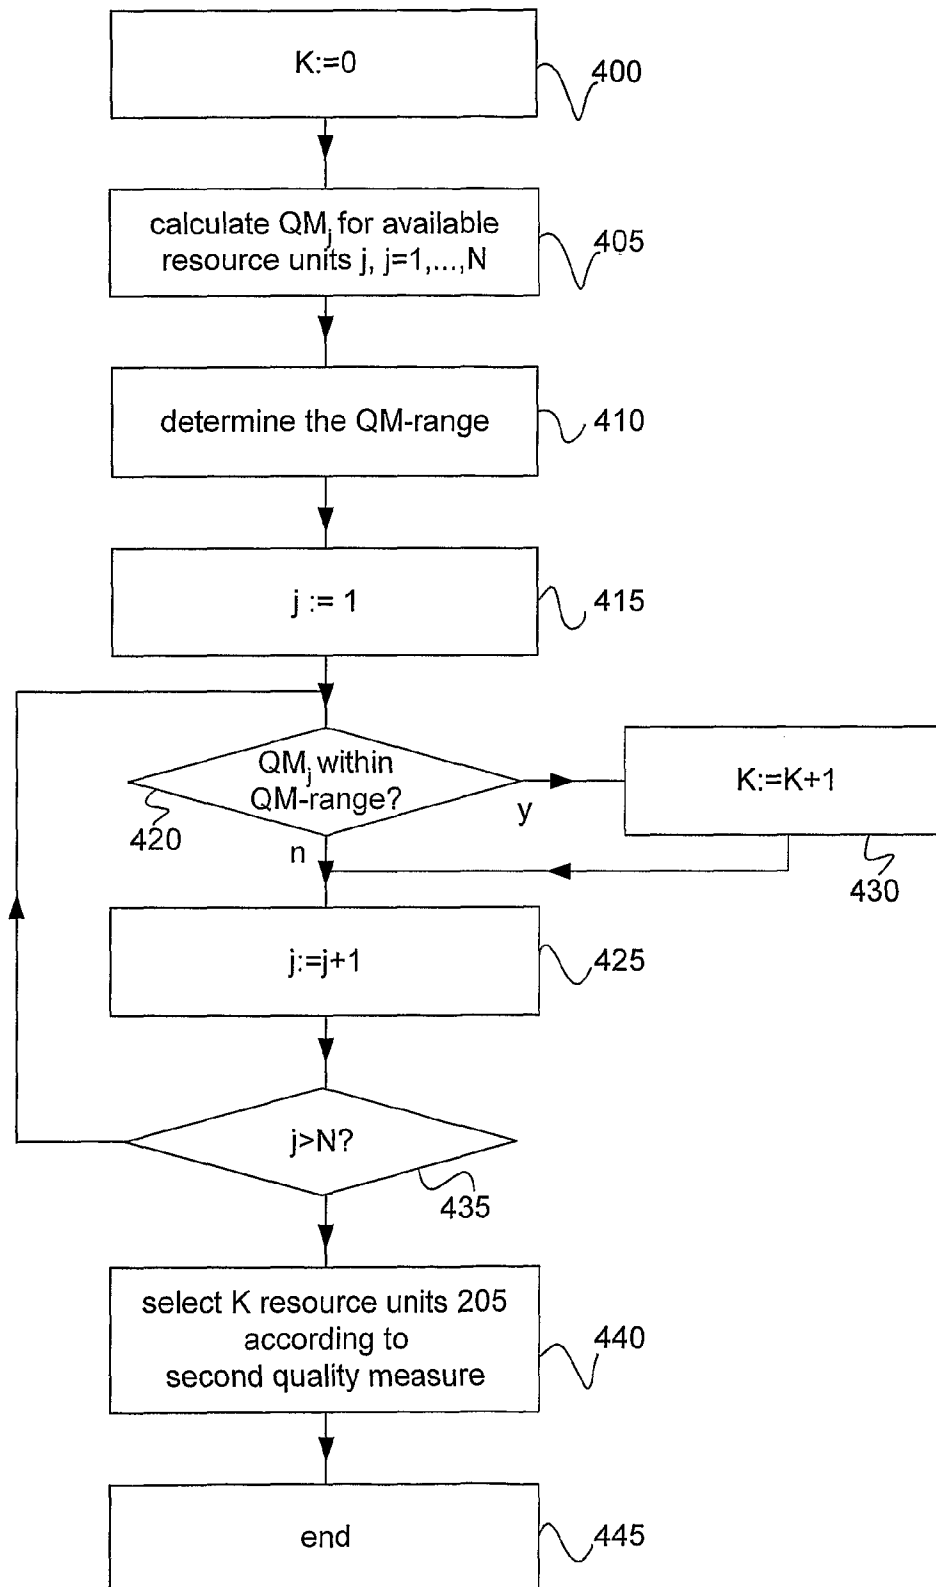 K:=0
400
calculate QMj for available
resource units j, j=1,...,N
405
determine the QM-range
410
j := 1
415
QMj within
QM-range?
420
y
n
K:=K+1
430
j:=j+1
425
j>N?
435
select K resource units 205
according to
second quality measure
440
end
445